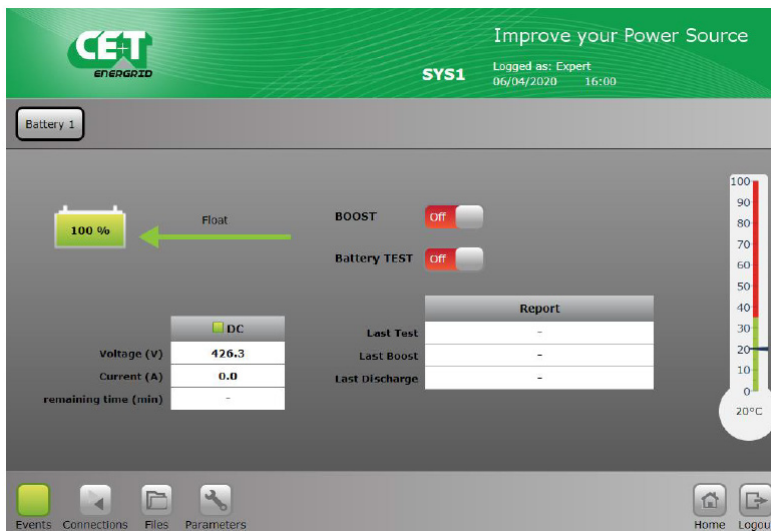 CE+T
ENERGRID
Improve your Power Source
SYS1
Logged as: Expert
06/04/2020 16:00
Battery 1
100 %
Float
BOOST Off
Battery TEST Off
DC
Voltage (V) 426.3
Current (A) 0.0
remaining time (min) -
Report
Last Test -
Last Boost -
Last Discharge -
100
90
80
70
60
50
40
30
20
10
0
20°C
Events Connections Files Parameters Home Logou